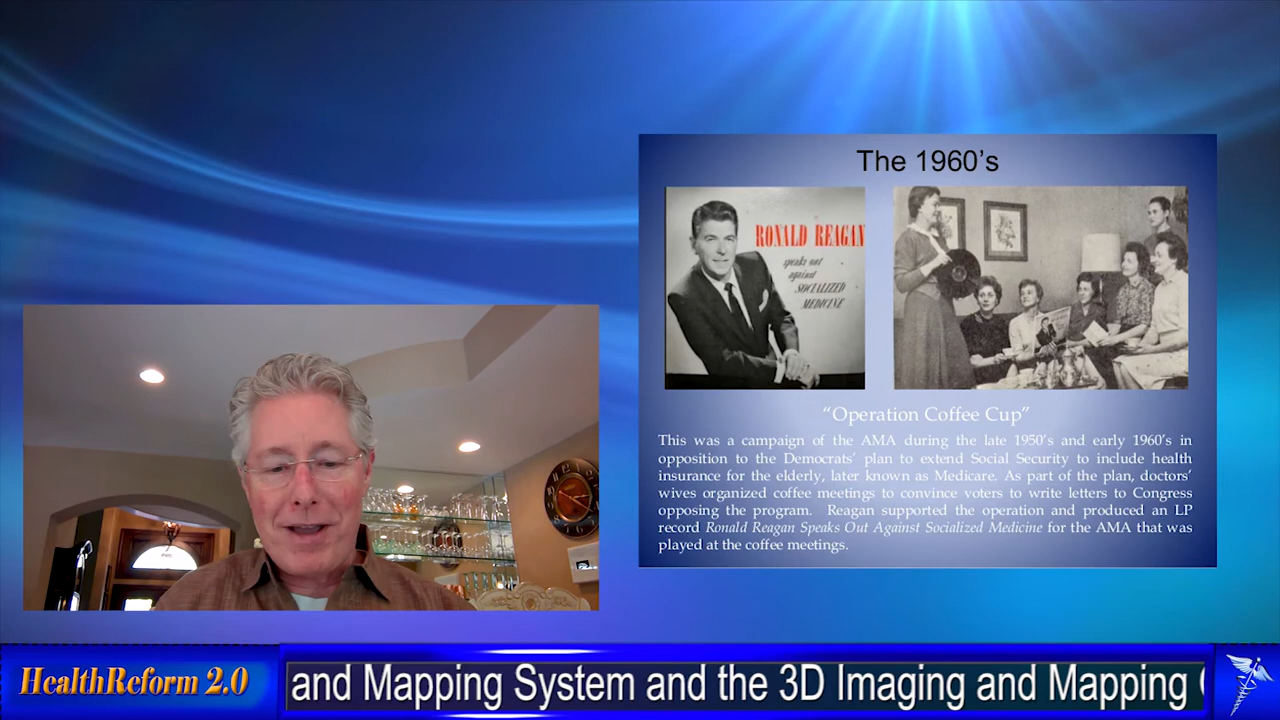 The 1960's
RONALD REAGAN
speaks out
against
SOCIALIZED
MEDICINE
“Operation Coffee Cup”
This was a campaign of the AMA during the late 1950's and early 1960's in
opposition to the Democrats' plan to extend Social Security to include health
insurance for the elderly, later known as Medicare. As part of the plan, doctors'
wives organized coffee meetings to convince voters to write letters to Congress
opposing the program. Reagan supported the operation and produced an LP
record Ronald Reagan Speaks Out Against Socialized Medicine for the AMA that was
played at the coffee meetings.
HealthReform 2.0
and Mapping System and the 3D Imaging and Mapping